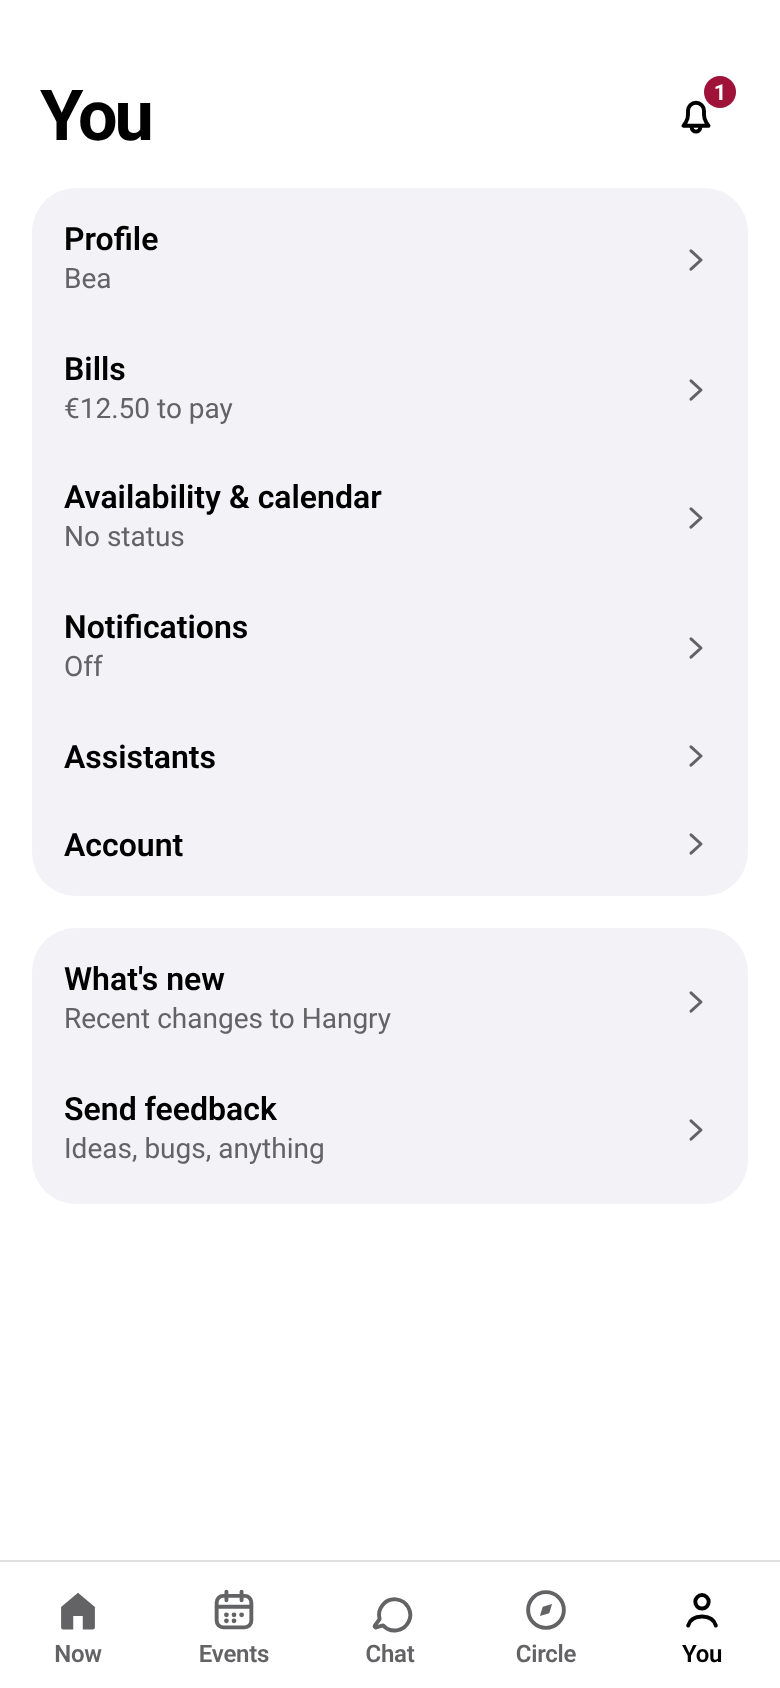 You
1
Profile
Bea
Bills
€12.50 to pay
Availability & calendar
No status
Notifications
Off
Assistants
Account
What's new
Recent changes to Hangry
Send feedback
Ideas, bugs, anything
Now
Events
Chat
Circle
You